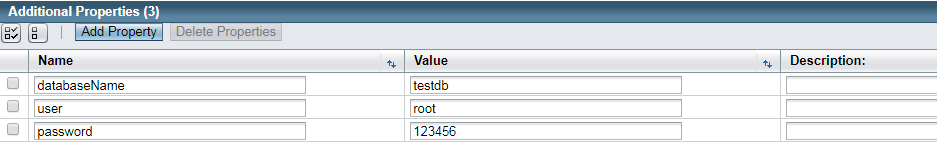 Additional Properties (3)
Add Property Delete Properties
Name Value Description:
databaseName testdb
user root
password 123456